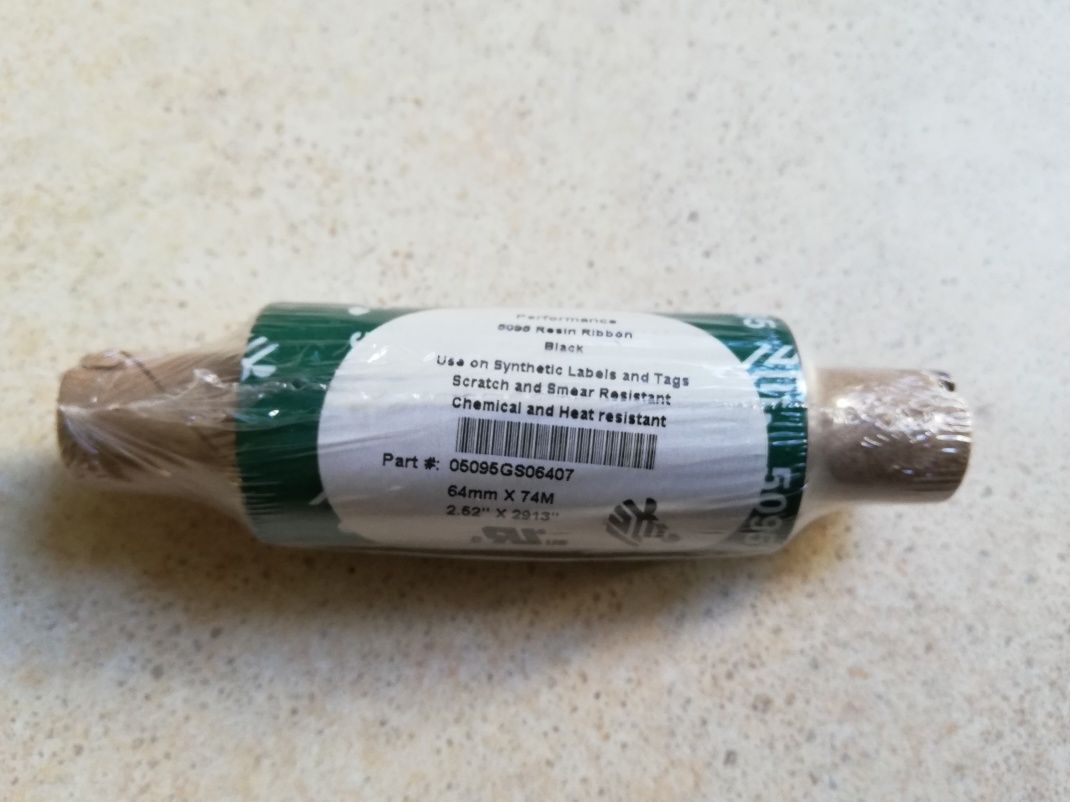 Performance
5095 Resin Ribbon
Black
Use on Synthetic Labels and Tags
Scratch and Smear Resistant
Chemical and Heat resistant
Part #: 05095GS06407
64mm X 74M
2.52" X 2913"
5095